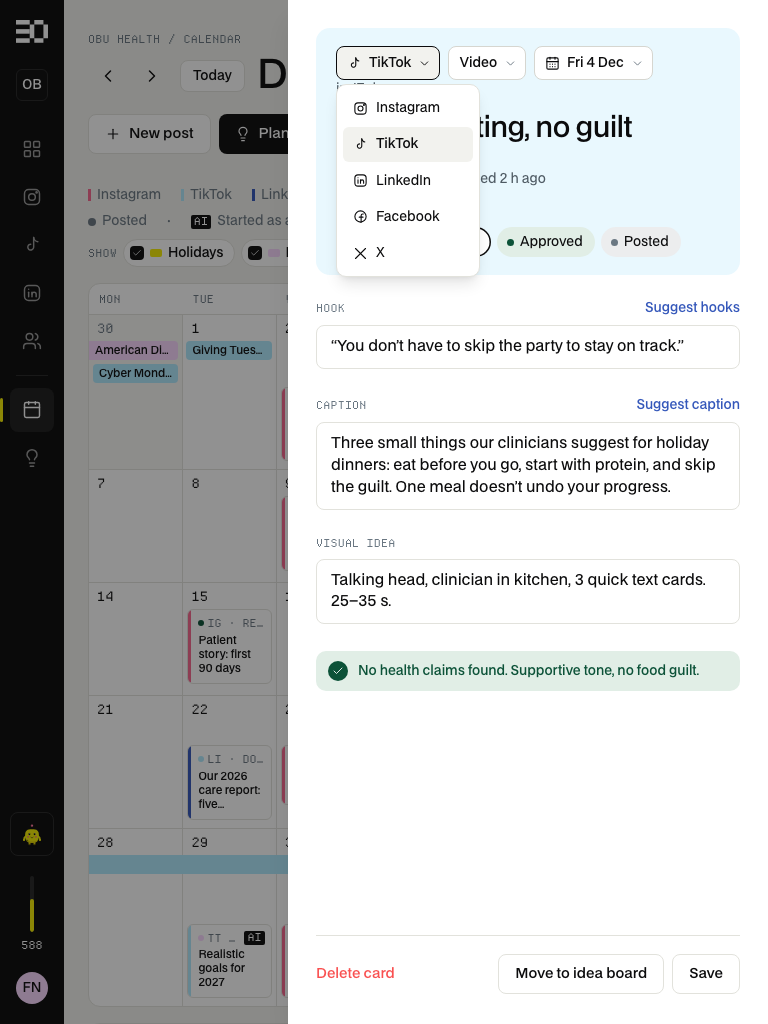 OBU HEALTH / CALENDAR
OB
Today
New post
Instagram
TikTok
Posted
·
AI
Started as
SHOW
Holidays
MON
TUE
30
1
American Di…
Giving Tues…
Cyber Mond…
7
8
14
15
IG · RE…
Patient
story: first
90 days
21
22
LI · DO…
Our 2026
care report:
five…
28
29
TT …
AI
Realistic
goals for
2027
588
FN
TikTok
Video
Fri 4 Dec
Instagram
TikTok
LinkedIn
Facebook
X
no guilt
2 h ago
Approved
Posted
HOOK
Suggest hooks
“You don’t have to skip the party to stay on track.”
CAPTION
Suggest caption
Three small things our clinicians suggest for holiday
dinners: eat before you go, start with protein, and skip
the guilt. One meal doesn’t undo your progress.
VISUAL IDEA
Talking head, clinician in kitchen, 3 quick text cards.
25–35 s.
No health claims found. Supportive tone, no food guilt.
Delete card
Move to idea board
Save